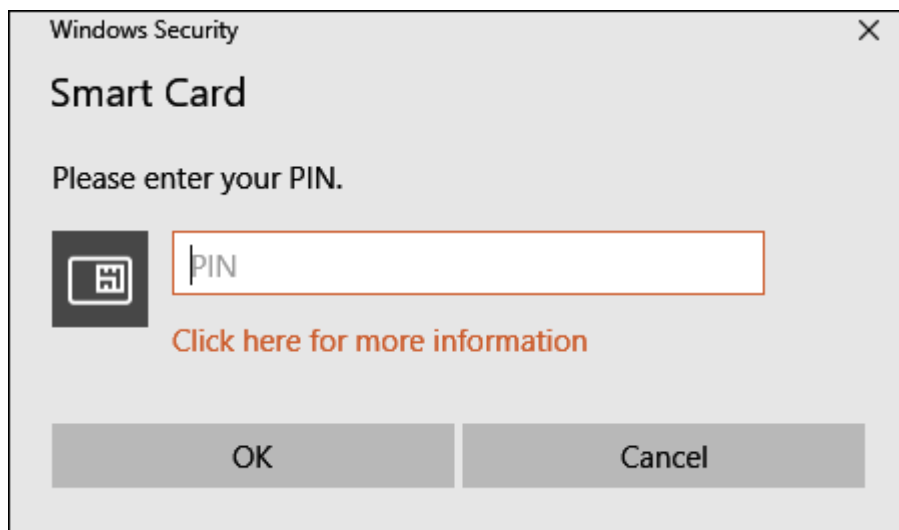 Windows Security
Smart Card
Please enter your PIN.
PIN
Click here for more information
OK
Cancel